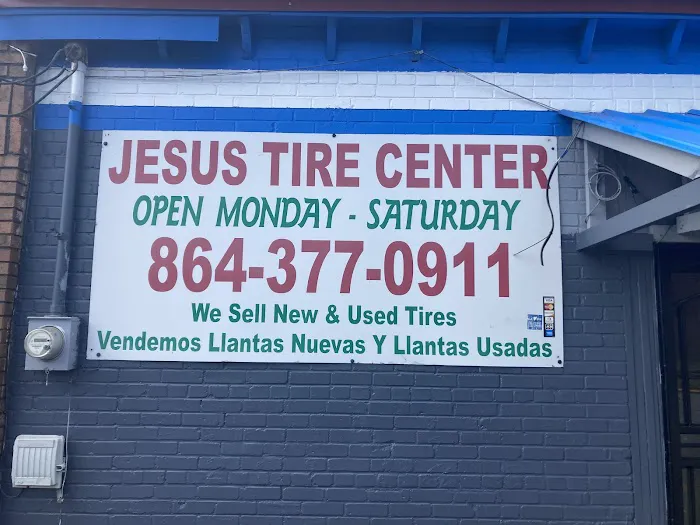 JESUS TIRE CENTER
OPEN MONDAY - SATURDAY
864-377-0911
We Sell New & Used Tires
Vendemos Llantas Nuevas Y Llantas Usadas